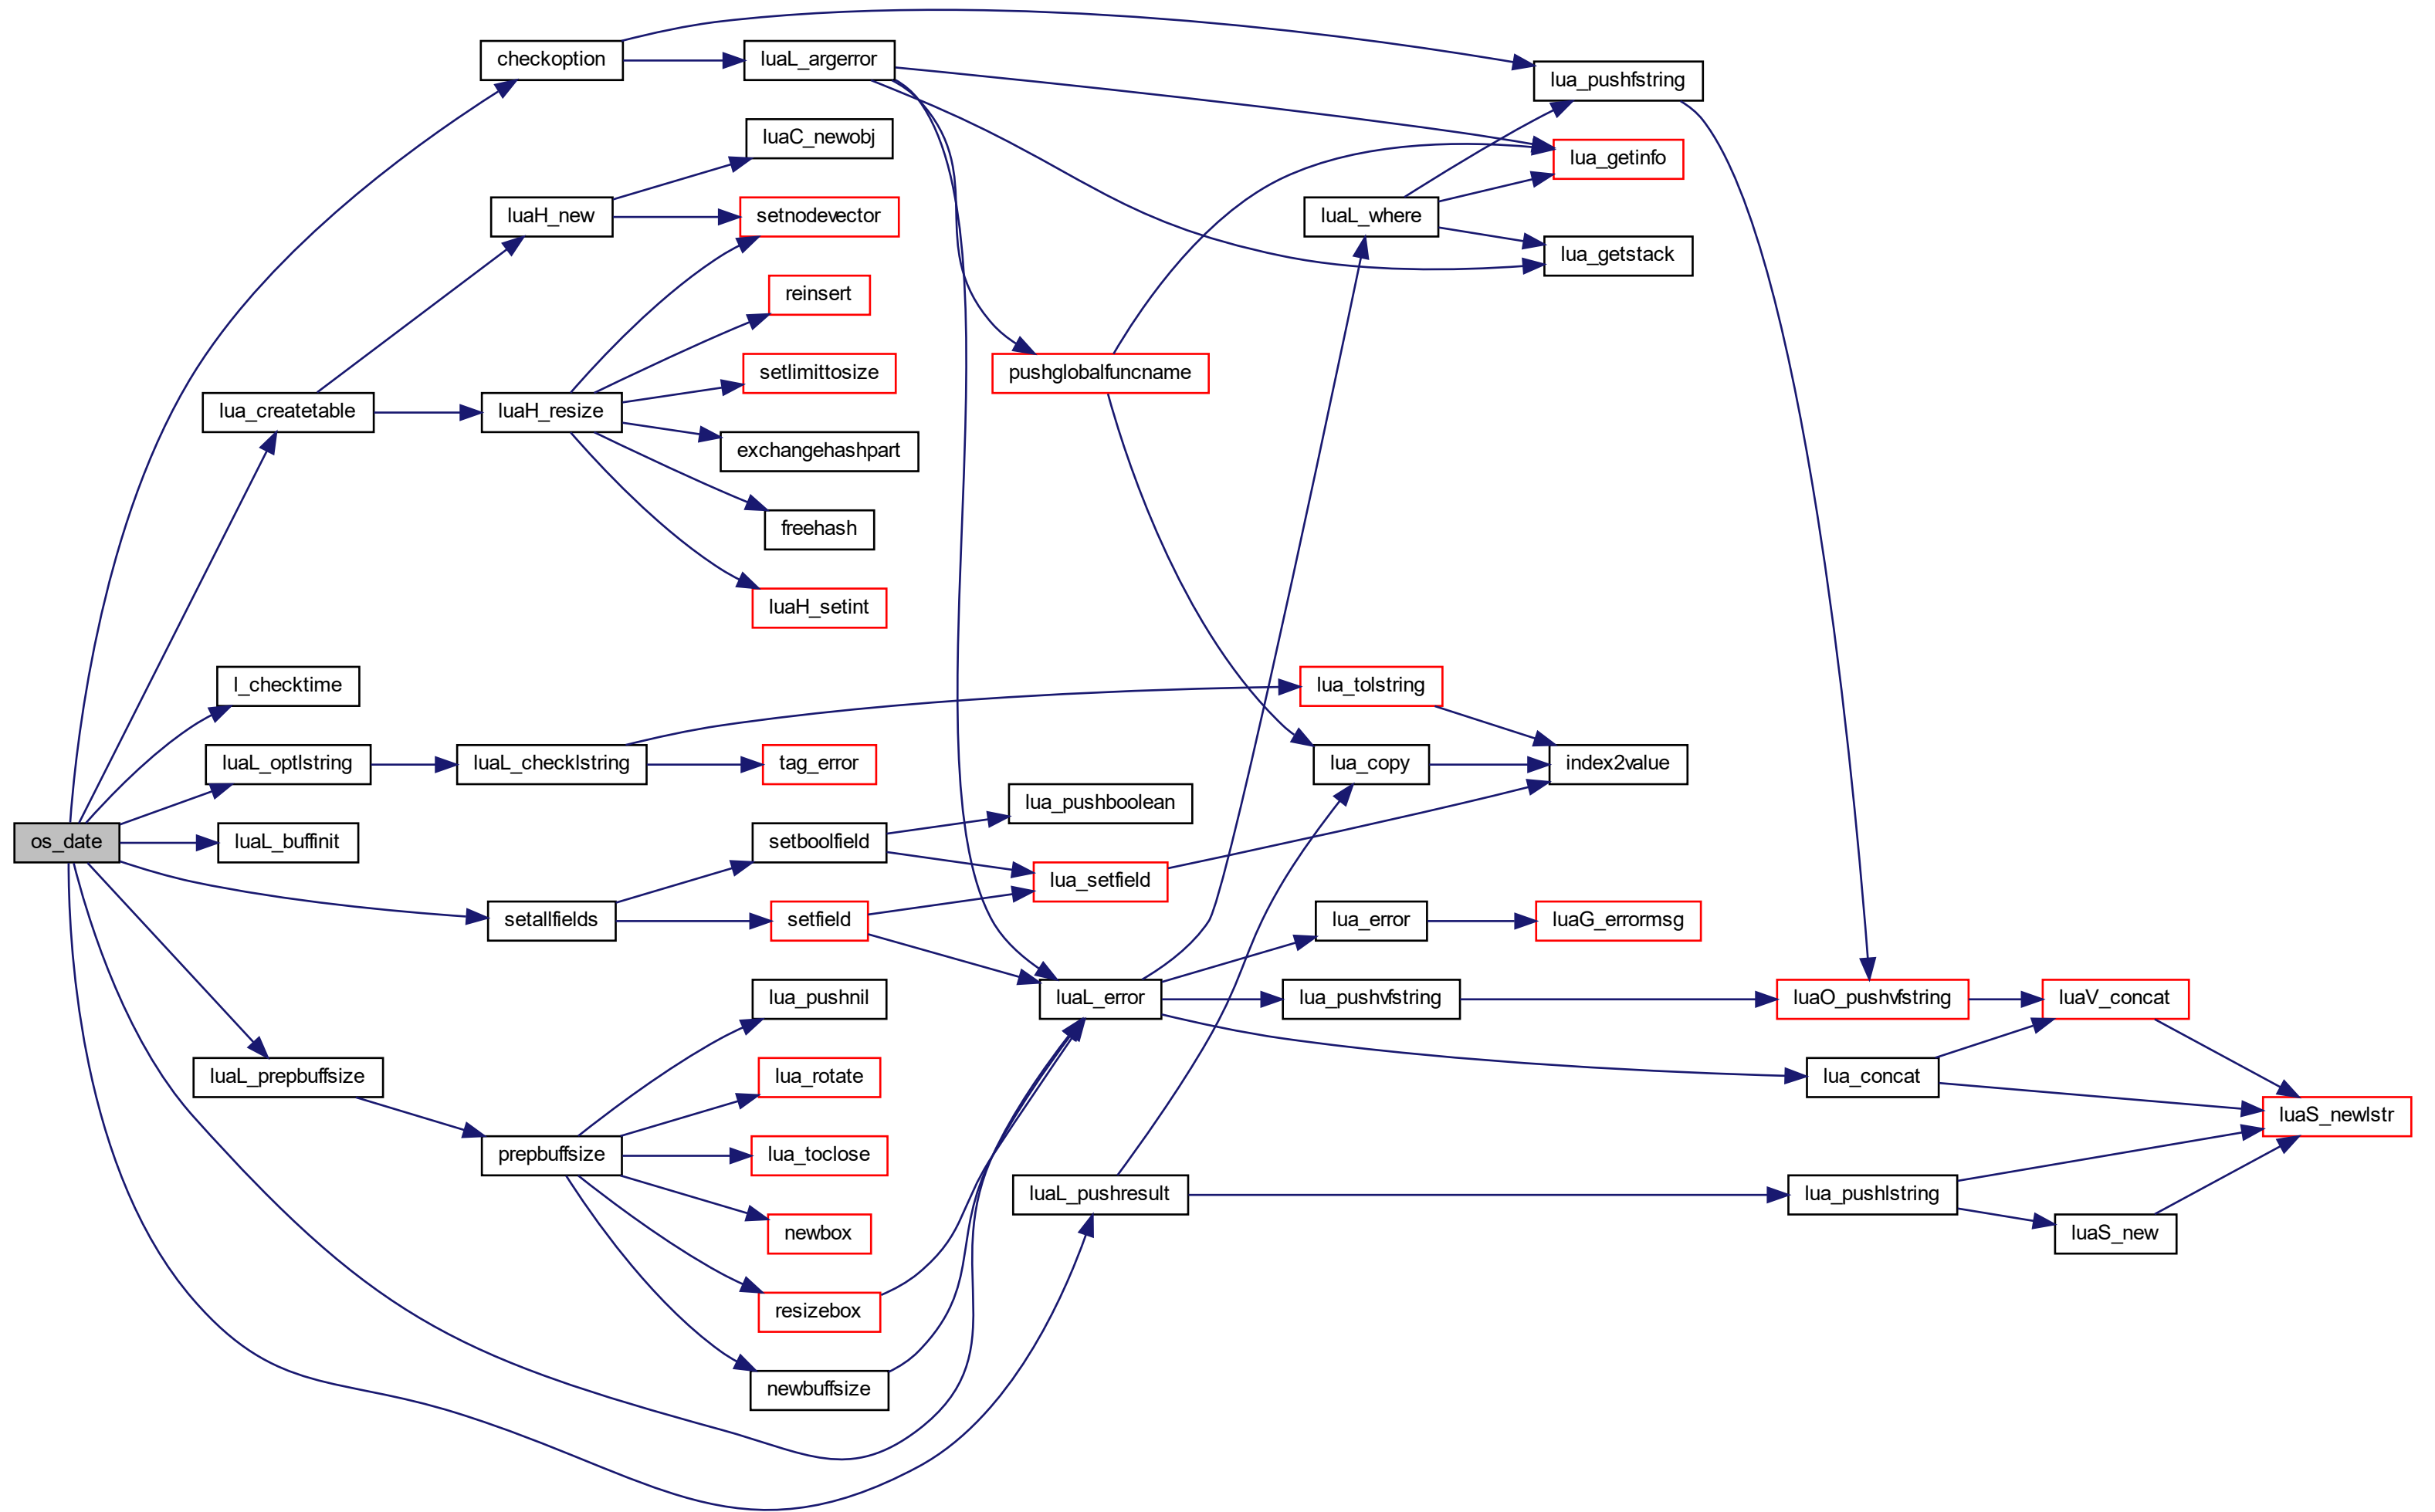 checkoption
luaL_argerror
lua_pushfstring
luaC_newobj
lua_getinfo
luaH_new
setnodevector
luaL_where
lua_getstack
reinsert
setlimittosize
pushglobalfuncname
lua_createtable
luaH_resize
exchangehashpart
freehash
luaH_setint
l_checktime
lua_tolstring
luaL_optlstring
luaL_checklstring
tag_error
lua_copy
index2value
lua_pushboolean
os_date
luaL_buffinit
setboolfield
lua_setfield
setallfields
setfield
lua_error
luaG_errormsg
lua_pushnil
luaL_error
lua_pushvfstring
luaO_pushvfstring
luaV_concat
luaL_prepbuffsize
lua_rotate
lua_concat
luaS_newlstr
prepbuffsize
lua_toclose
luaL_pushresult
lua_pushlstring
newbox
luaS_new
resizebox
newbuffsize